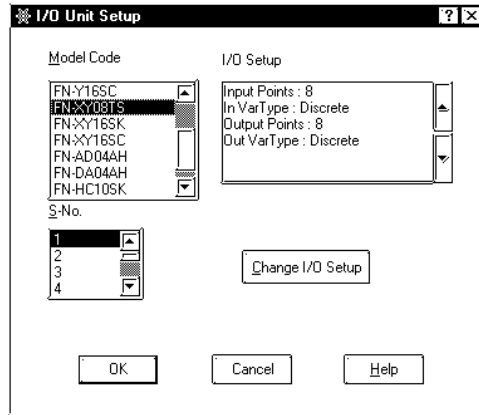 I/O Unit Setup
Model Code
FN-Y16SC
FN-XY08TS
FN-XY16SK
FN-XY16SC
FN-AD04AH
FN-DA04AH
FN-HC10SK
I/O Setup
Input Points : 8
In VarType : Discrete
Output Points : 8
Out VarType : Discrete
S-No.
1
2
3
4
Change I/O Setup
OK
Cancel
Help